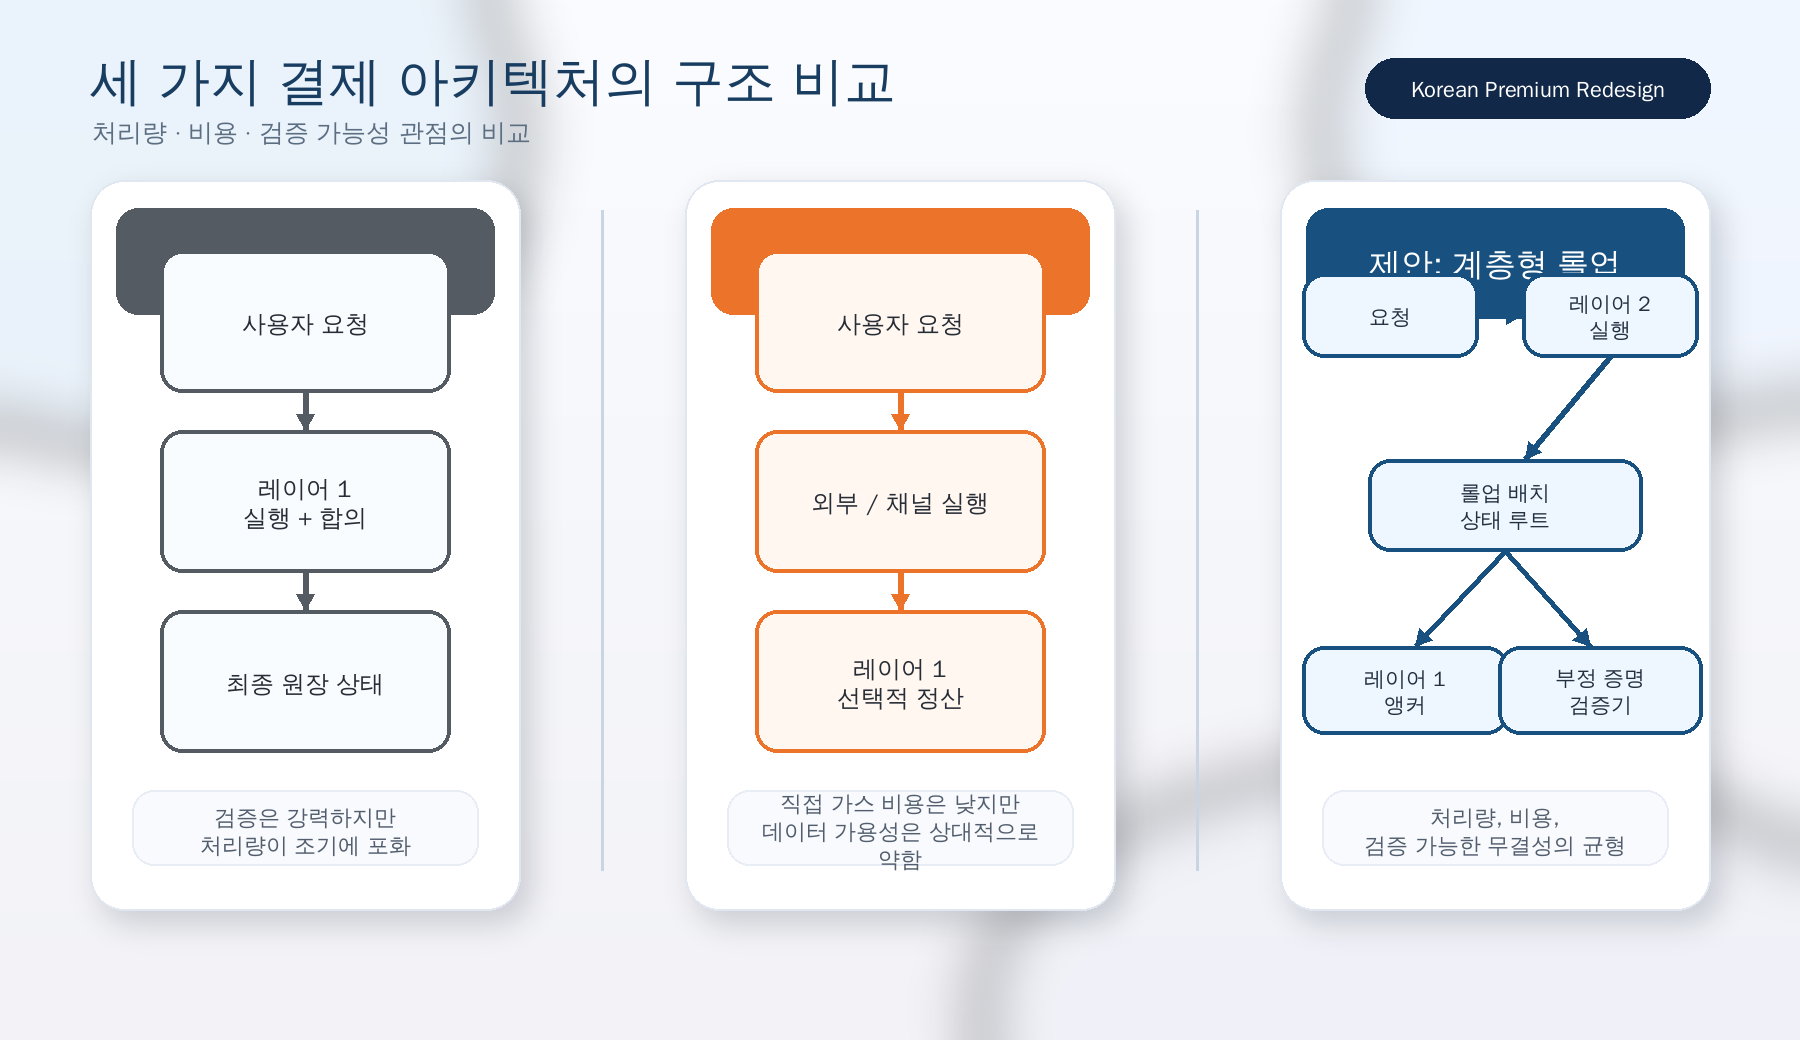 세 가지 결제 아키텍처의 구조 비교
처리량 · 비용 · 검증 가능성 관점의 비교
Korean Premium Redesign
사용자 요청
레이어 1
실행 + 합의
최종 원장 상태
검증은 강력하지만
처리량이 조기에 포화
사용자 요청
외부 / 채널 실행
레이어 1
선택적 정산
직접 가스 비용은 낮지만
데이터 가용성은 상대적으로
약함
제안: 계층형 롤업
요청
레이어 2
실행
롤업 배치
상태 루트
레이어 1
앵커
부정 증명
검증기
처리량, 비용,
검증 가능한 무결성의 균형